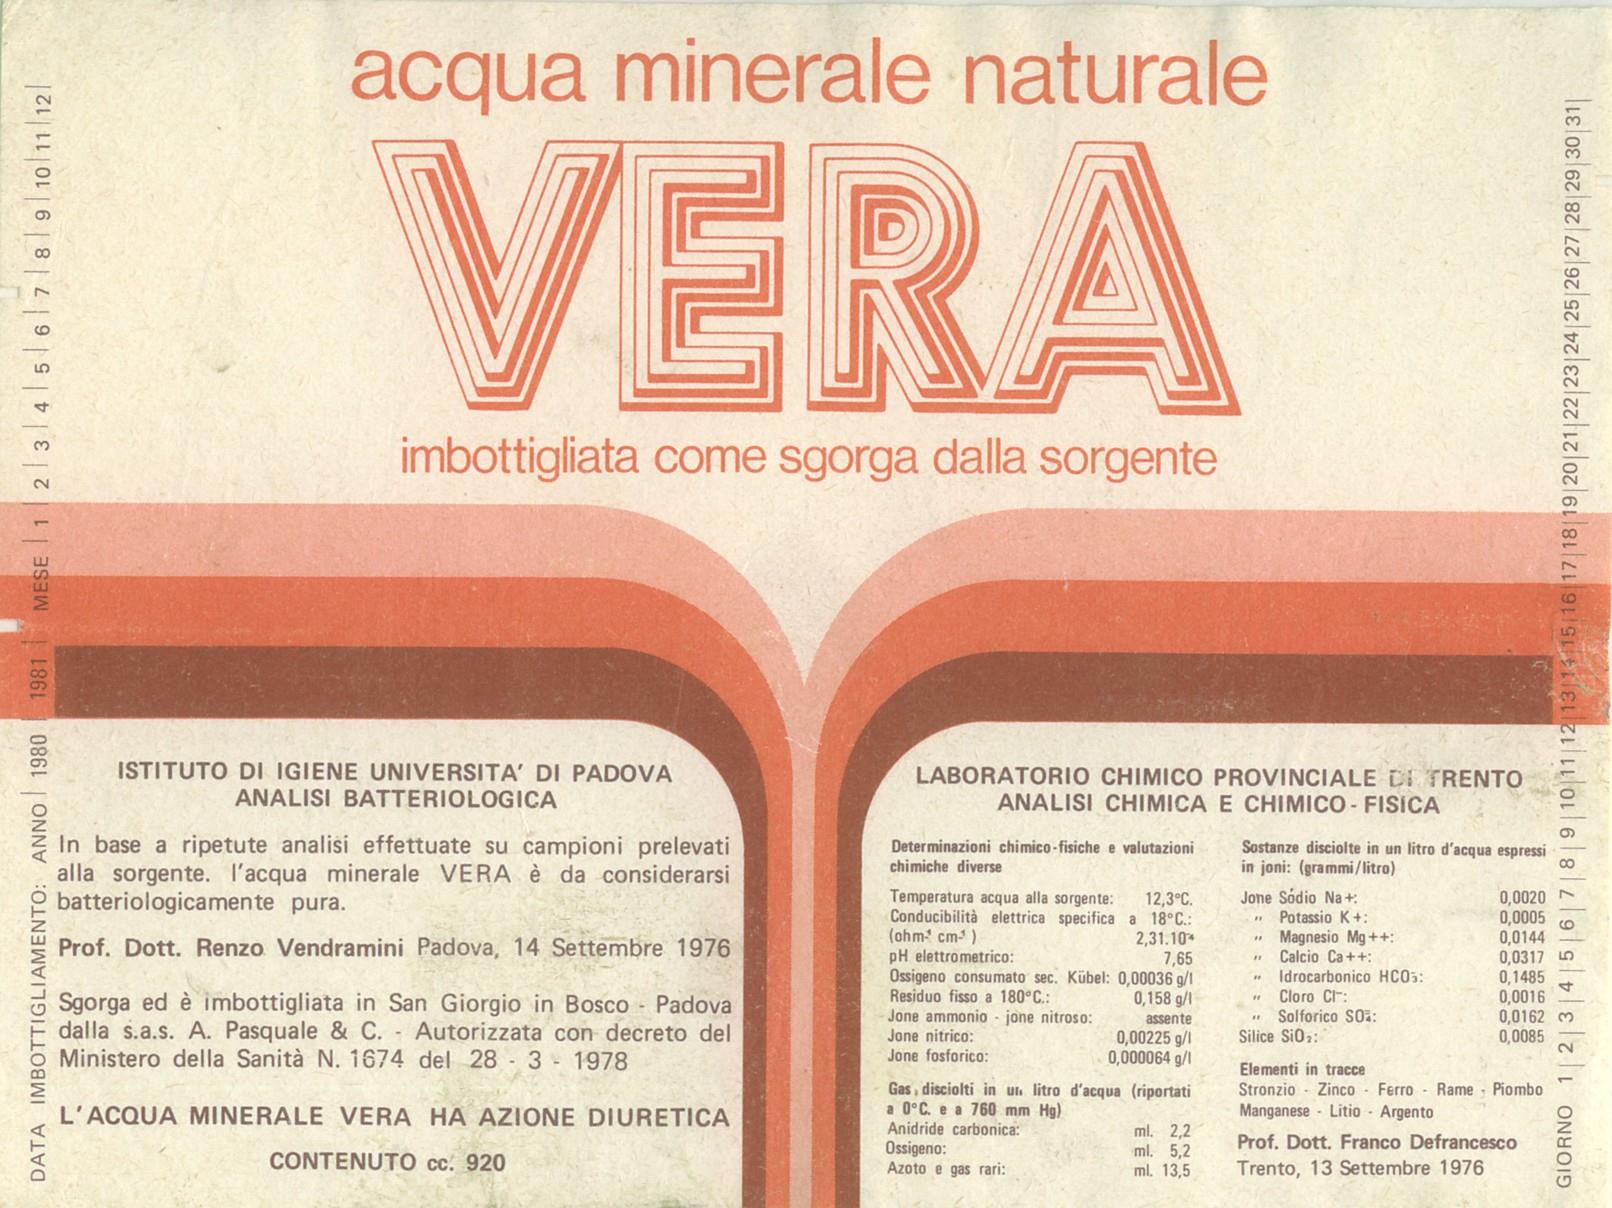 acqua minerale naturale
VERA
imbottigliata come sgorga dalla sorgente
DATA IMBOTTIGLIAMENTO: ANNO | 1980 | 1981 | MESE | 1 | 2 | 3 | 4 | 5 | 6 | 7 | 8 | 9 | 10 | 11 | 12 |
ISTITUTO DI IGIENE UNIVERSITA' DI PADOVA
ANALISI BATTERIOLOGICA
In base a ripetute analisi effettuate su campioni prelevati
alla sorgente. l'acqua minerale VERA è da considerarsi
batteriologicamente pura.
Prof. Dott. Renzo Vendramini Padova, 14 Settembre 1976
Sgorga ed è imbottigliata in San Giorgio in Bosco - Padova
dalla s.a.s. A. Pasquale & C. - Autorizzata con decreto del
Ministero della Sanità N. 1674 del 28 - 3 - 1978
L'ACQUA MINERALE VERA HA AZIONE DIURETICA
CONTENUTO cc. 920
LABORATORIO CHIMICO PROVINCIALE DI TRENTO
ANALISI CHIMICA E CHIMICO-FISICA
Determinazioni chimico-fisiche e valutazioni
chimiche diverse
Temperatura acqua alla sorgente: 12,3°C.
Conducibilità elettrica specifica a 18°C.:
(ohm⁻¹ cm⁻¹) 2,31.10⁻⁴
pH elettrometrico: 7,65
Ossigeno consumato sec. Kübel: 0,00036 g/l
Residuo fisso a 180°C.: 0,158 g/l
Jone ammonio - jone nitroso: assente
Jone nitrico: 0,00225 g/l
Jone fosforico: 0,000064 g/l
Gas disciolti in un litro d'acqua (riportati
a 0°C. e a 760 mm Hg)
Anidride carbonica: ml. 2,2
Ossigeno: ml. 5,2
Azoto e gas rari: ml. 13,5
Sostanze disciolte in un litro d'acqua espressi
in joni: (grammi/litro)
Jone Sódio Na+: 0,0020
" Potassio K+: 0,0005
" Magnesio Mg++: 0,0144
" Calcio Ca++: 0,0317
" Idrocarbonico HCO₃⁻: 0,1485
" Cloro Cl⁻: 0,0016
" Solforico SO₄⁼: 0,0162
Silice SiO₂: 0,0085
Elementi in tracce
Stronzio - Zinco - Ferro - Rame - Piombo
Manganese - Litio - Argento
Prof. Dott. Franco Defrancesco
Trento, 13 Settembre 1976
GIORNO 1|2|3|4|5|6|7|8|9|10|11|12|13|14|15|16|17|18|19|20|21|22|23|24|25|26|27|28|29|30|31|